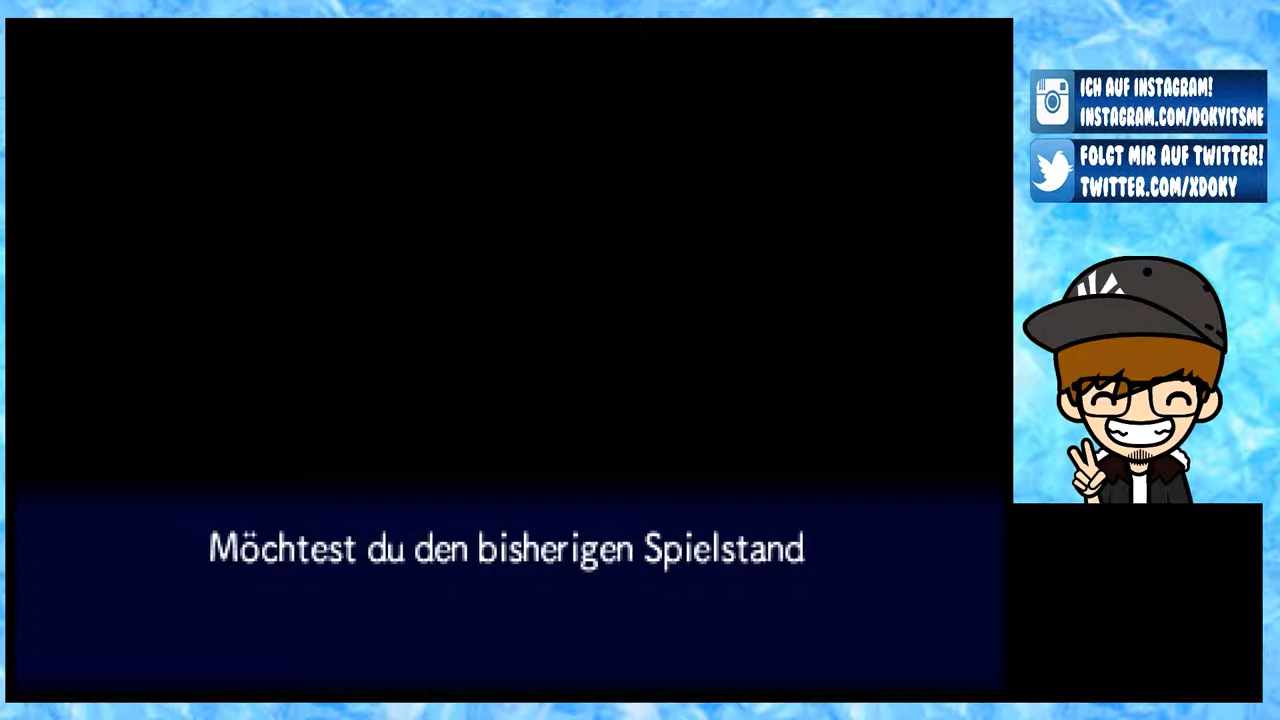 ICH AUF INSTAGRAM!
INSTAGRAM.COM/DOKYITSME
FOLGT MIR AUF TWITTER!
TWITTER.COM/XDOKY
Möchtest du den bisherigen Spielstand